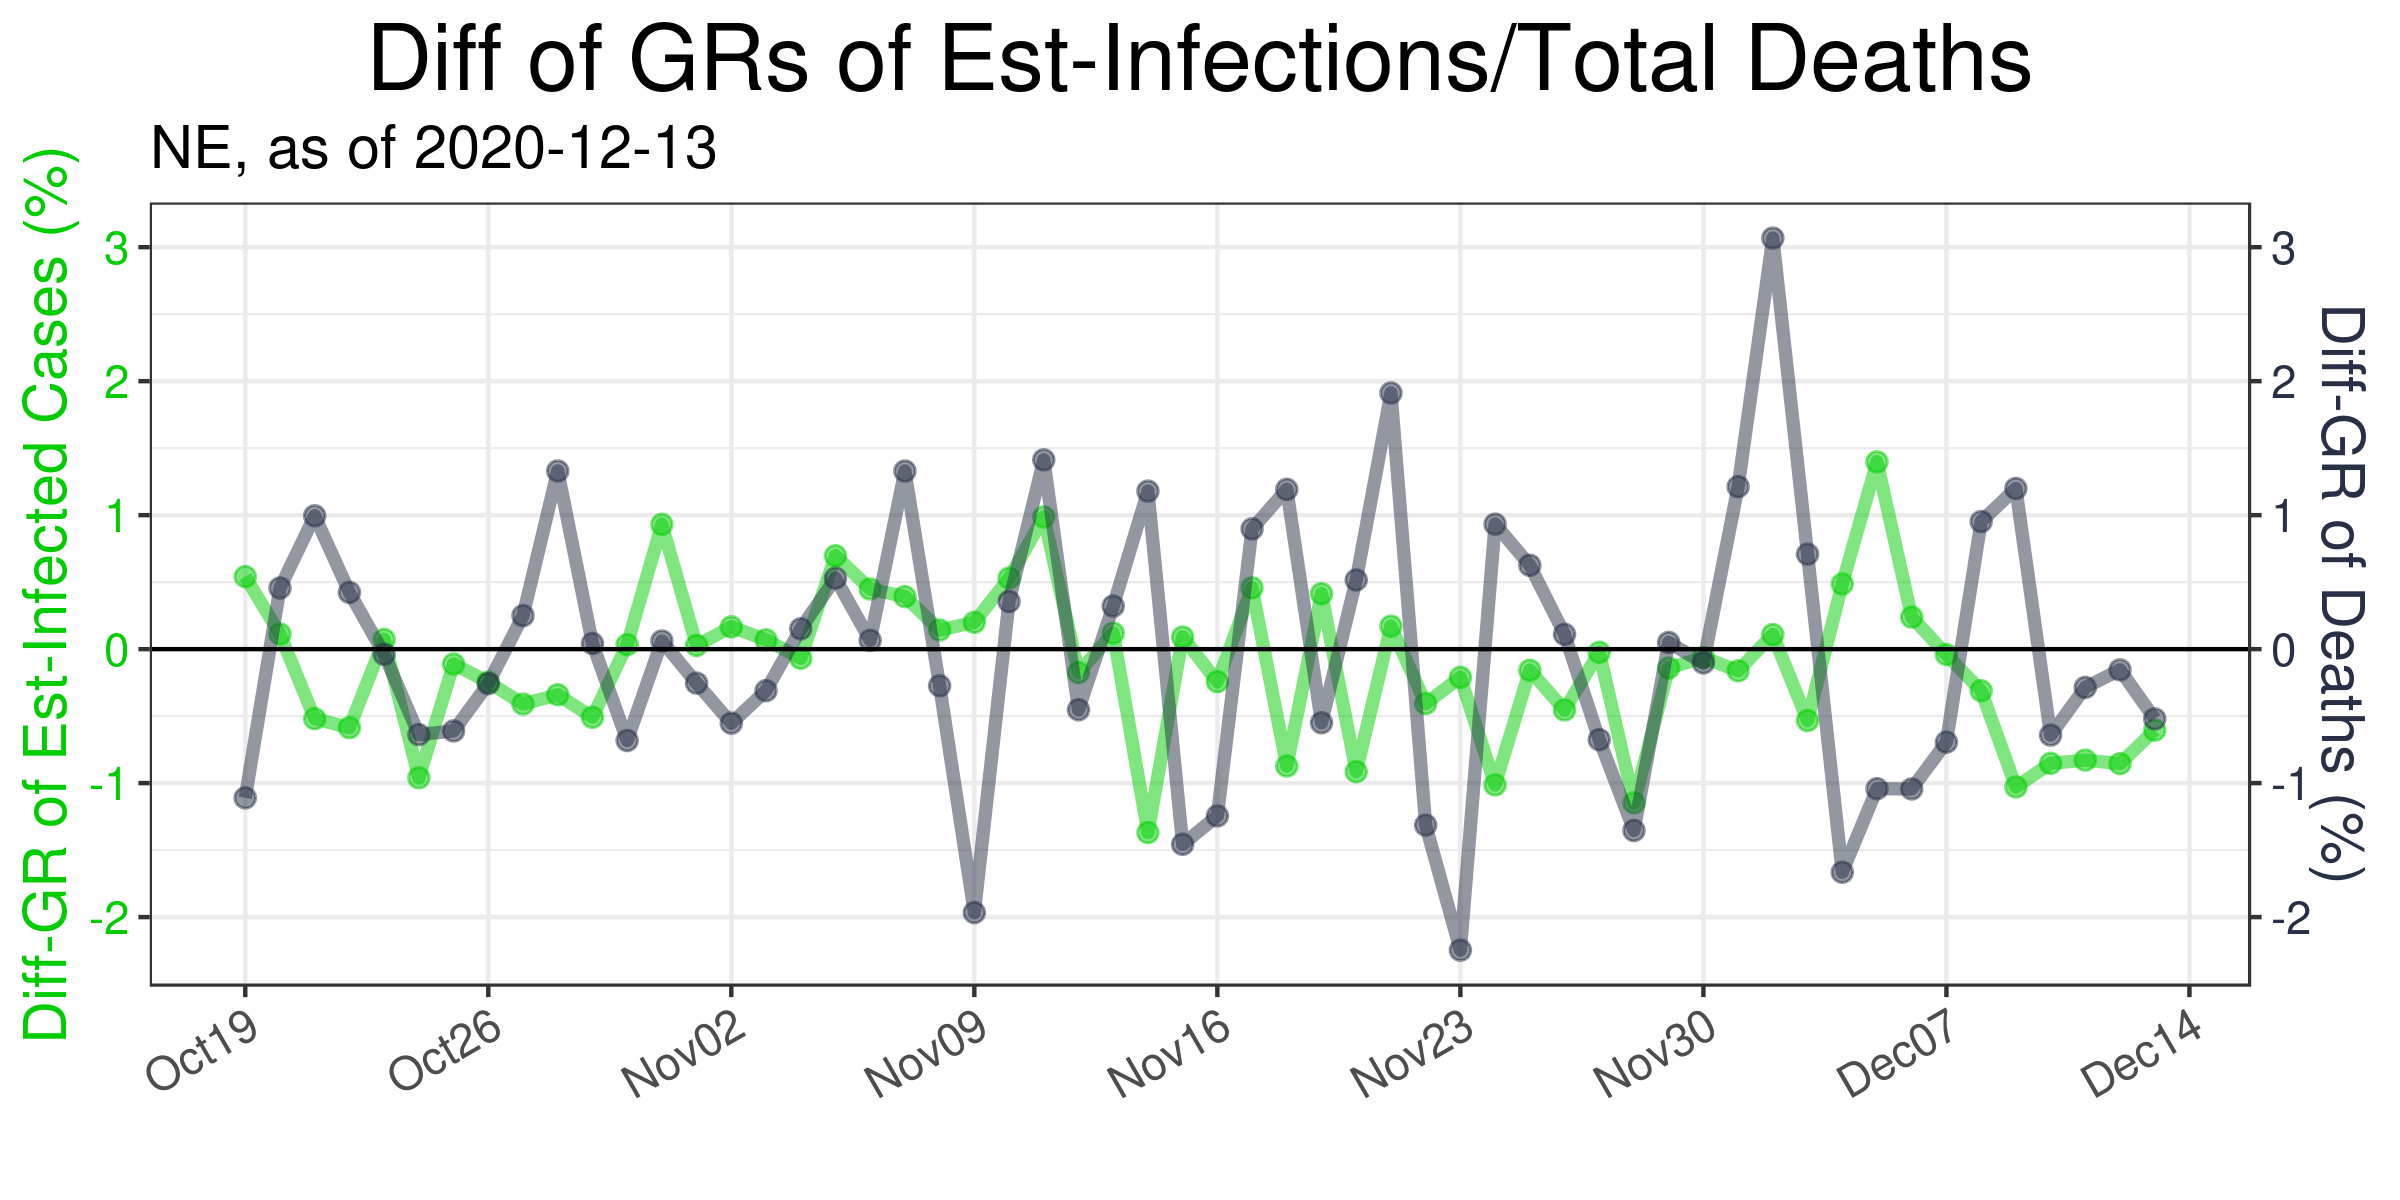 Diff of GRs of Est-Infections/Total Deaths
NE, as of 2020-12-13
Diff-GR of Est-Infected Cases (%)
3
2
1
0
-1
-2
3
2
1
0
-1
-2
Diff-GR of Deaths (%)
Oct19
Oct26
Nov02
Nov09
Nov16
Nov23
Nov30
Dec07
Dec14